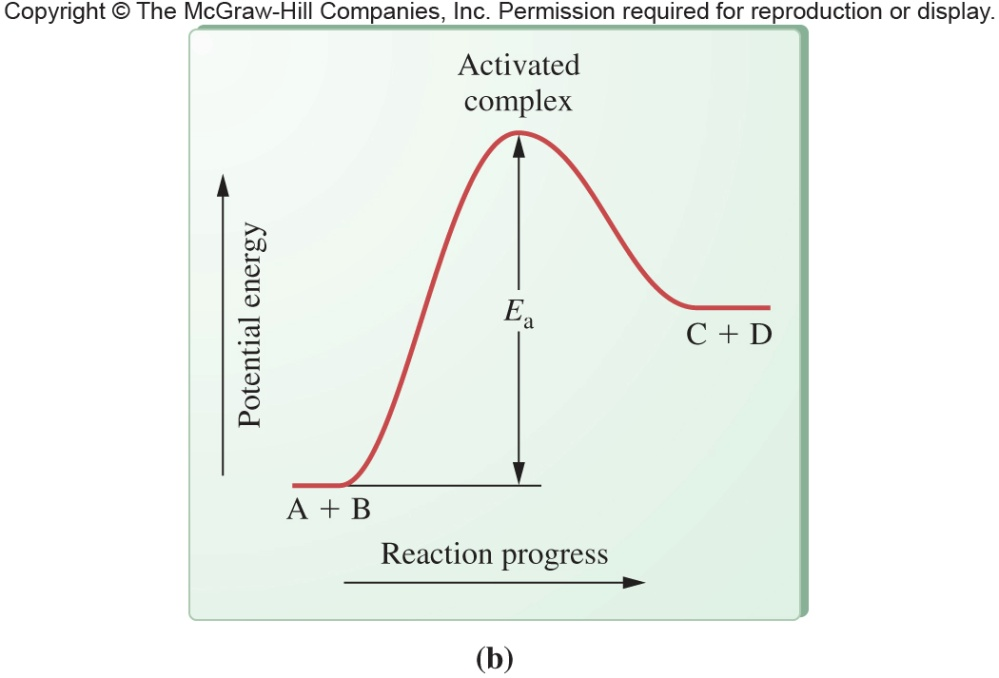 Copyright © The McGraw-Hill Companies, Inc. Permission required for reproduction or display.
Activated
complex
Potential energy
Eₐ
C + D
A + B
Reaction progress
(b)